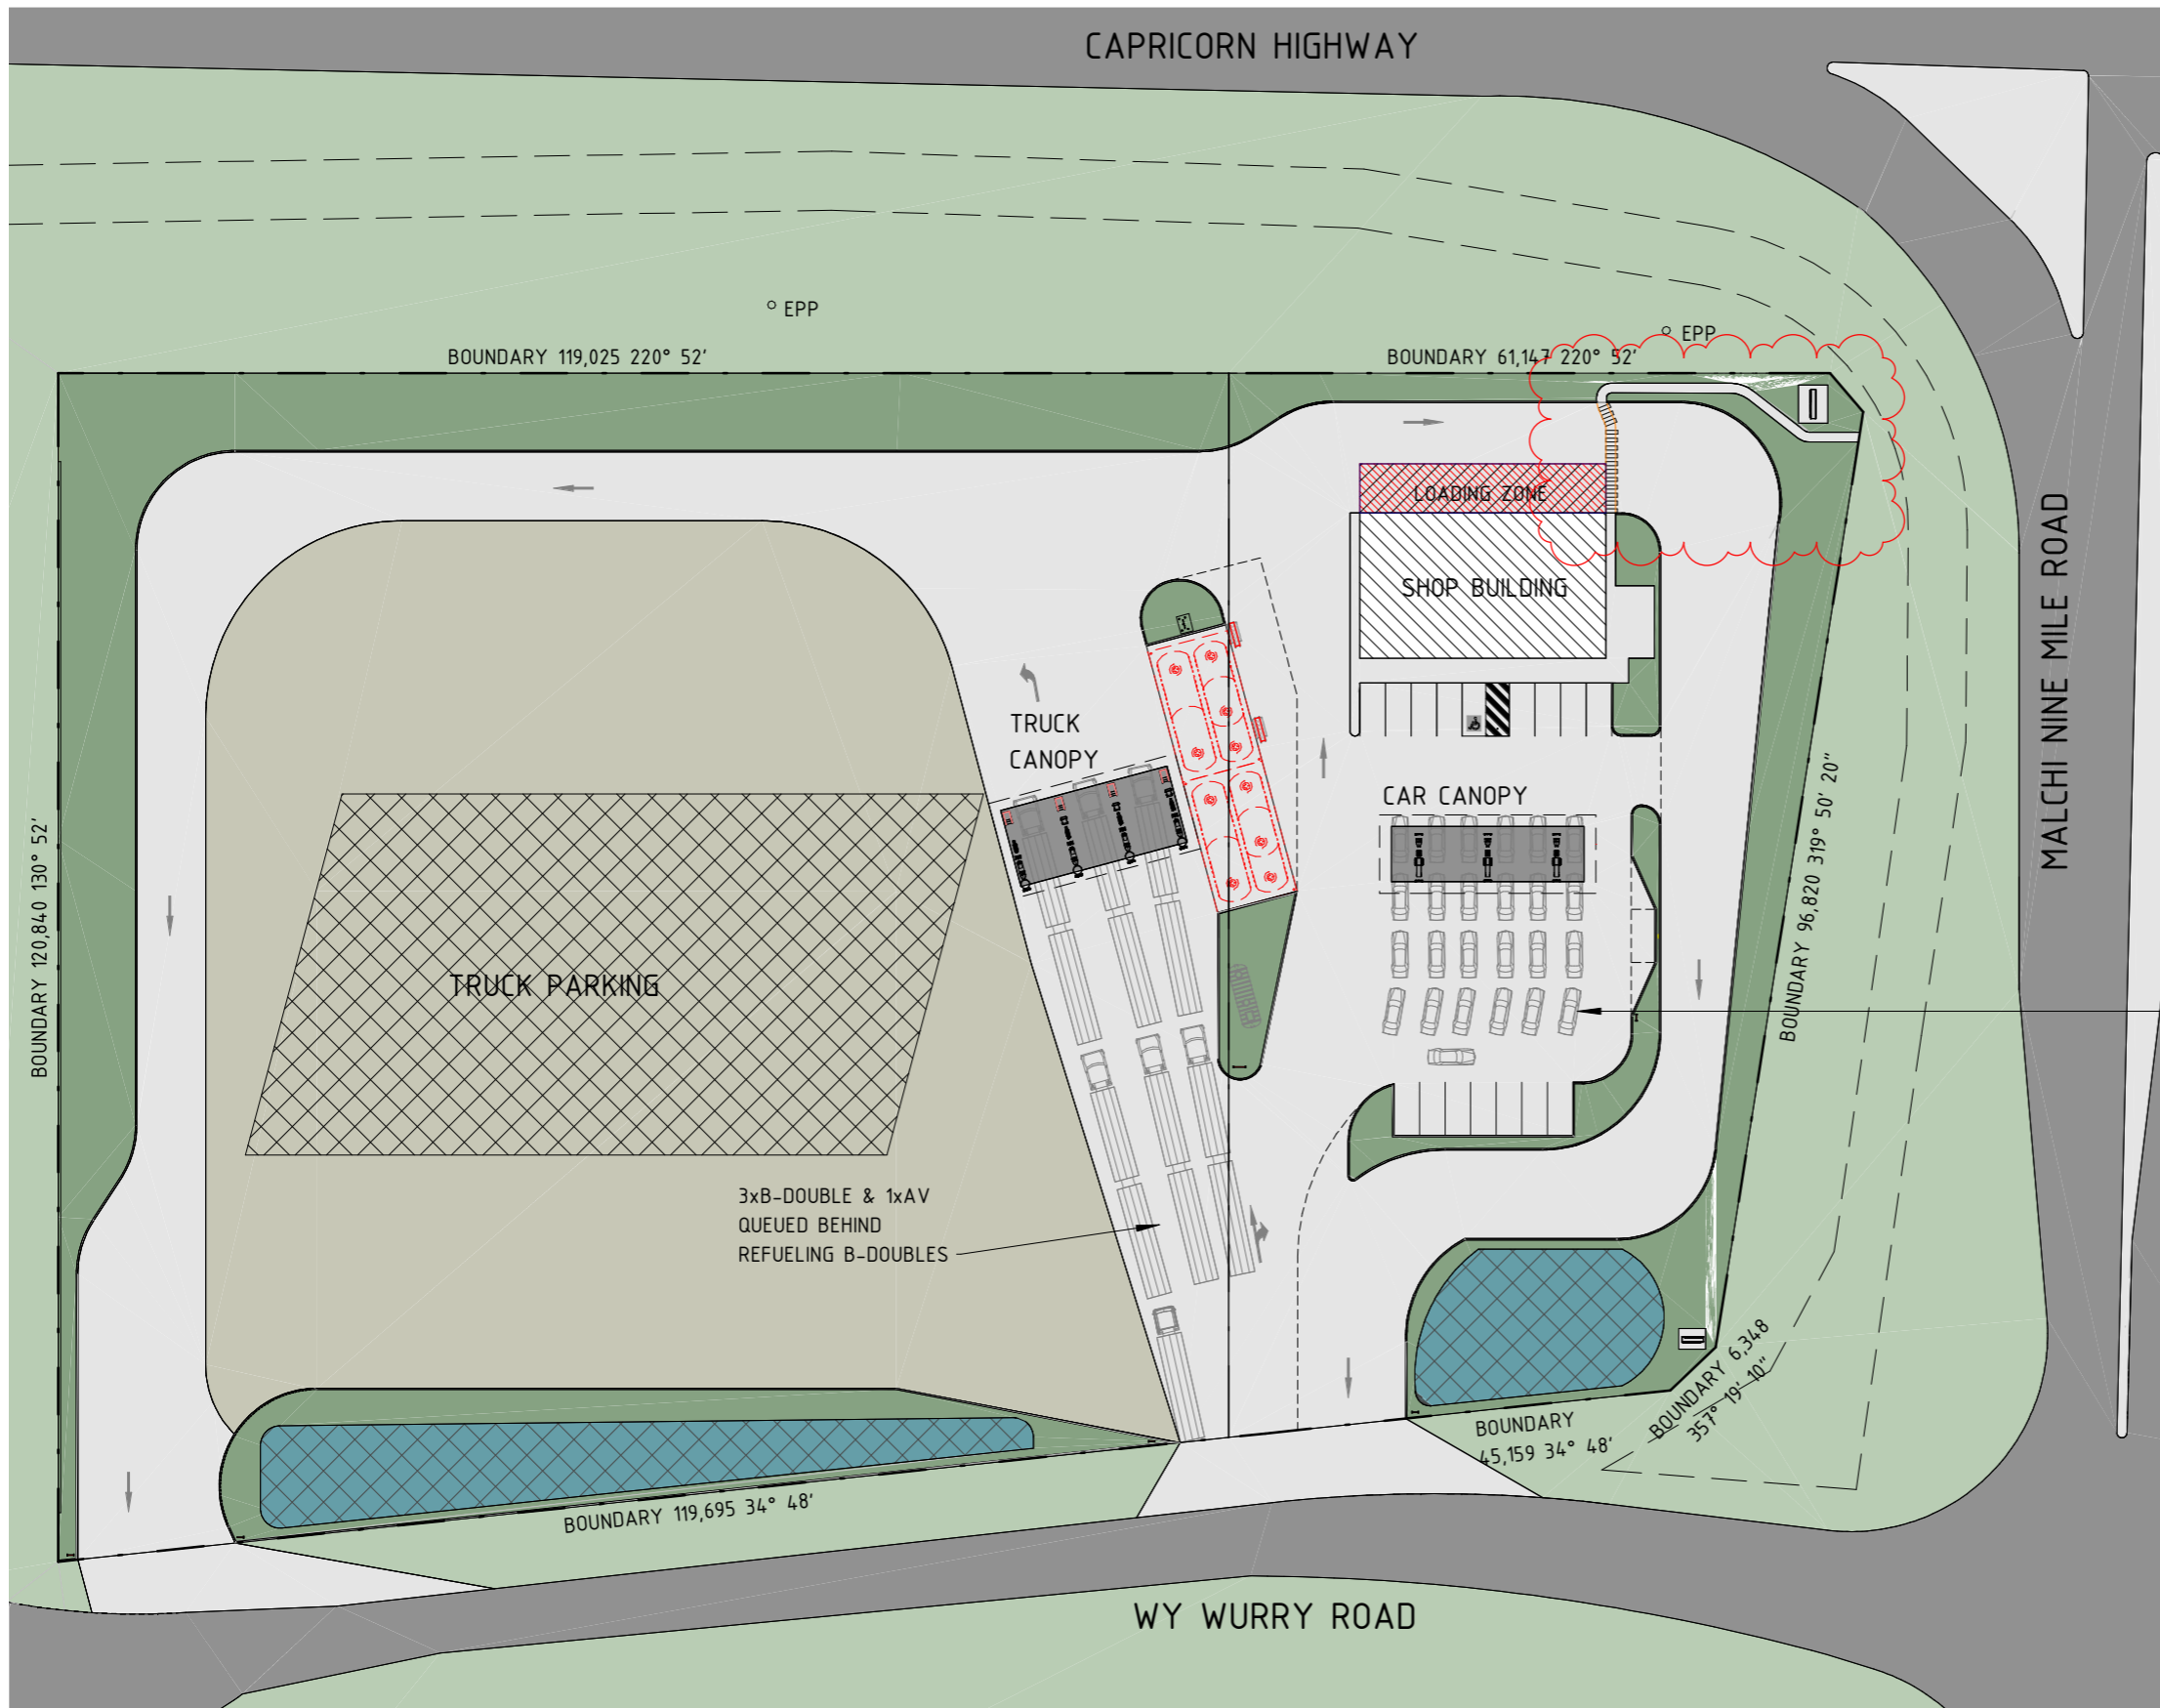 CAPRICORN HIGHWAY
EPP
EPP
BOUNDARY 119,025 220° 52'
BOUNDARY 61,147 220° 52'
LOADING ZONE
SHOP BUILDING
MALCHI NINE MILE ROAD
TRUCK
CANOPY
CAR CANOPY
BOUNDARY 120,840 130° 52'
BOUNDARY 96,820 319° 50' 20"
TRUCK PARKING
3xB-DOUBLE & 1xAV
QUEUED BEHIND
REFUELING B-DOUBLES
BOUNDARY 6,348
357° 19' 10"
BOUNDARY
45,159 34° 48'
BOUNDARY 119,695 34° 48'
WY WURRY ROAD